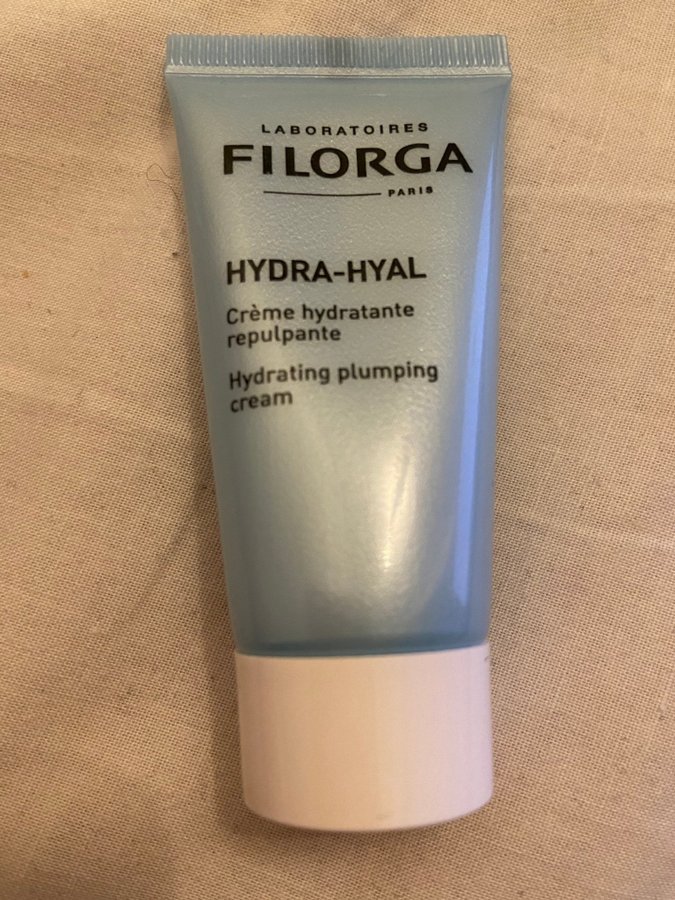 LABORATOIRES
FILORGA
PARIS
HYDRA-HYAL
Crème hydratante
repulpante
Hydrating plumping
cream